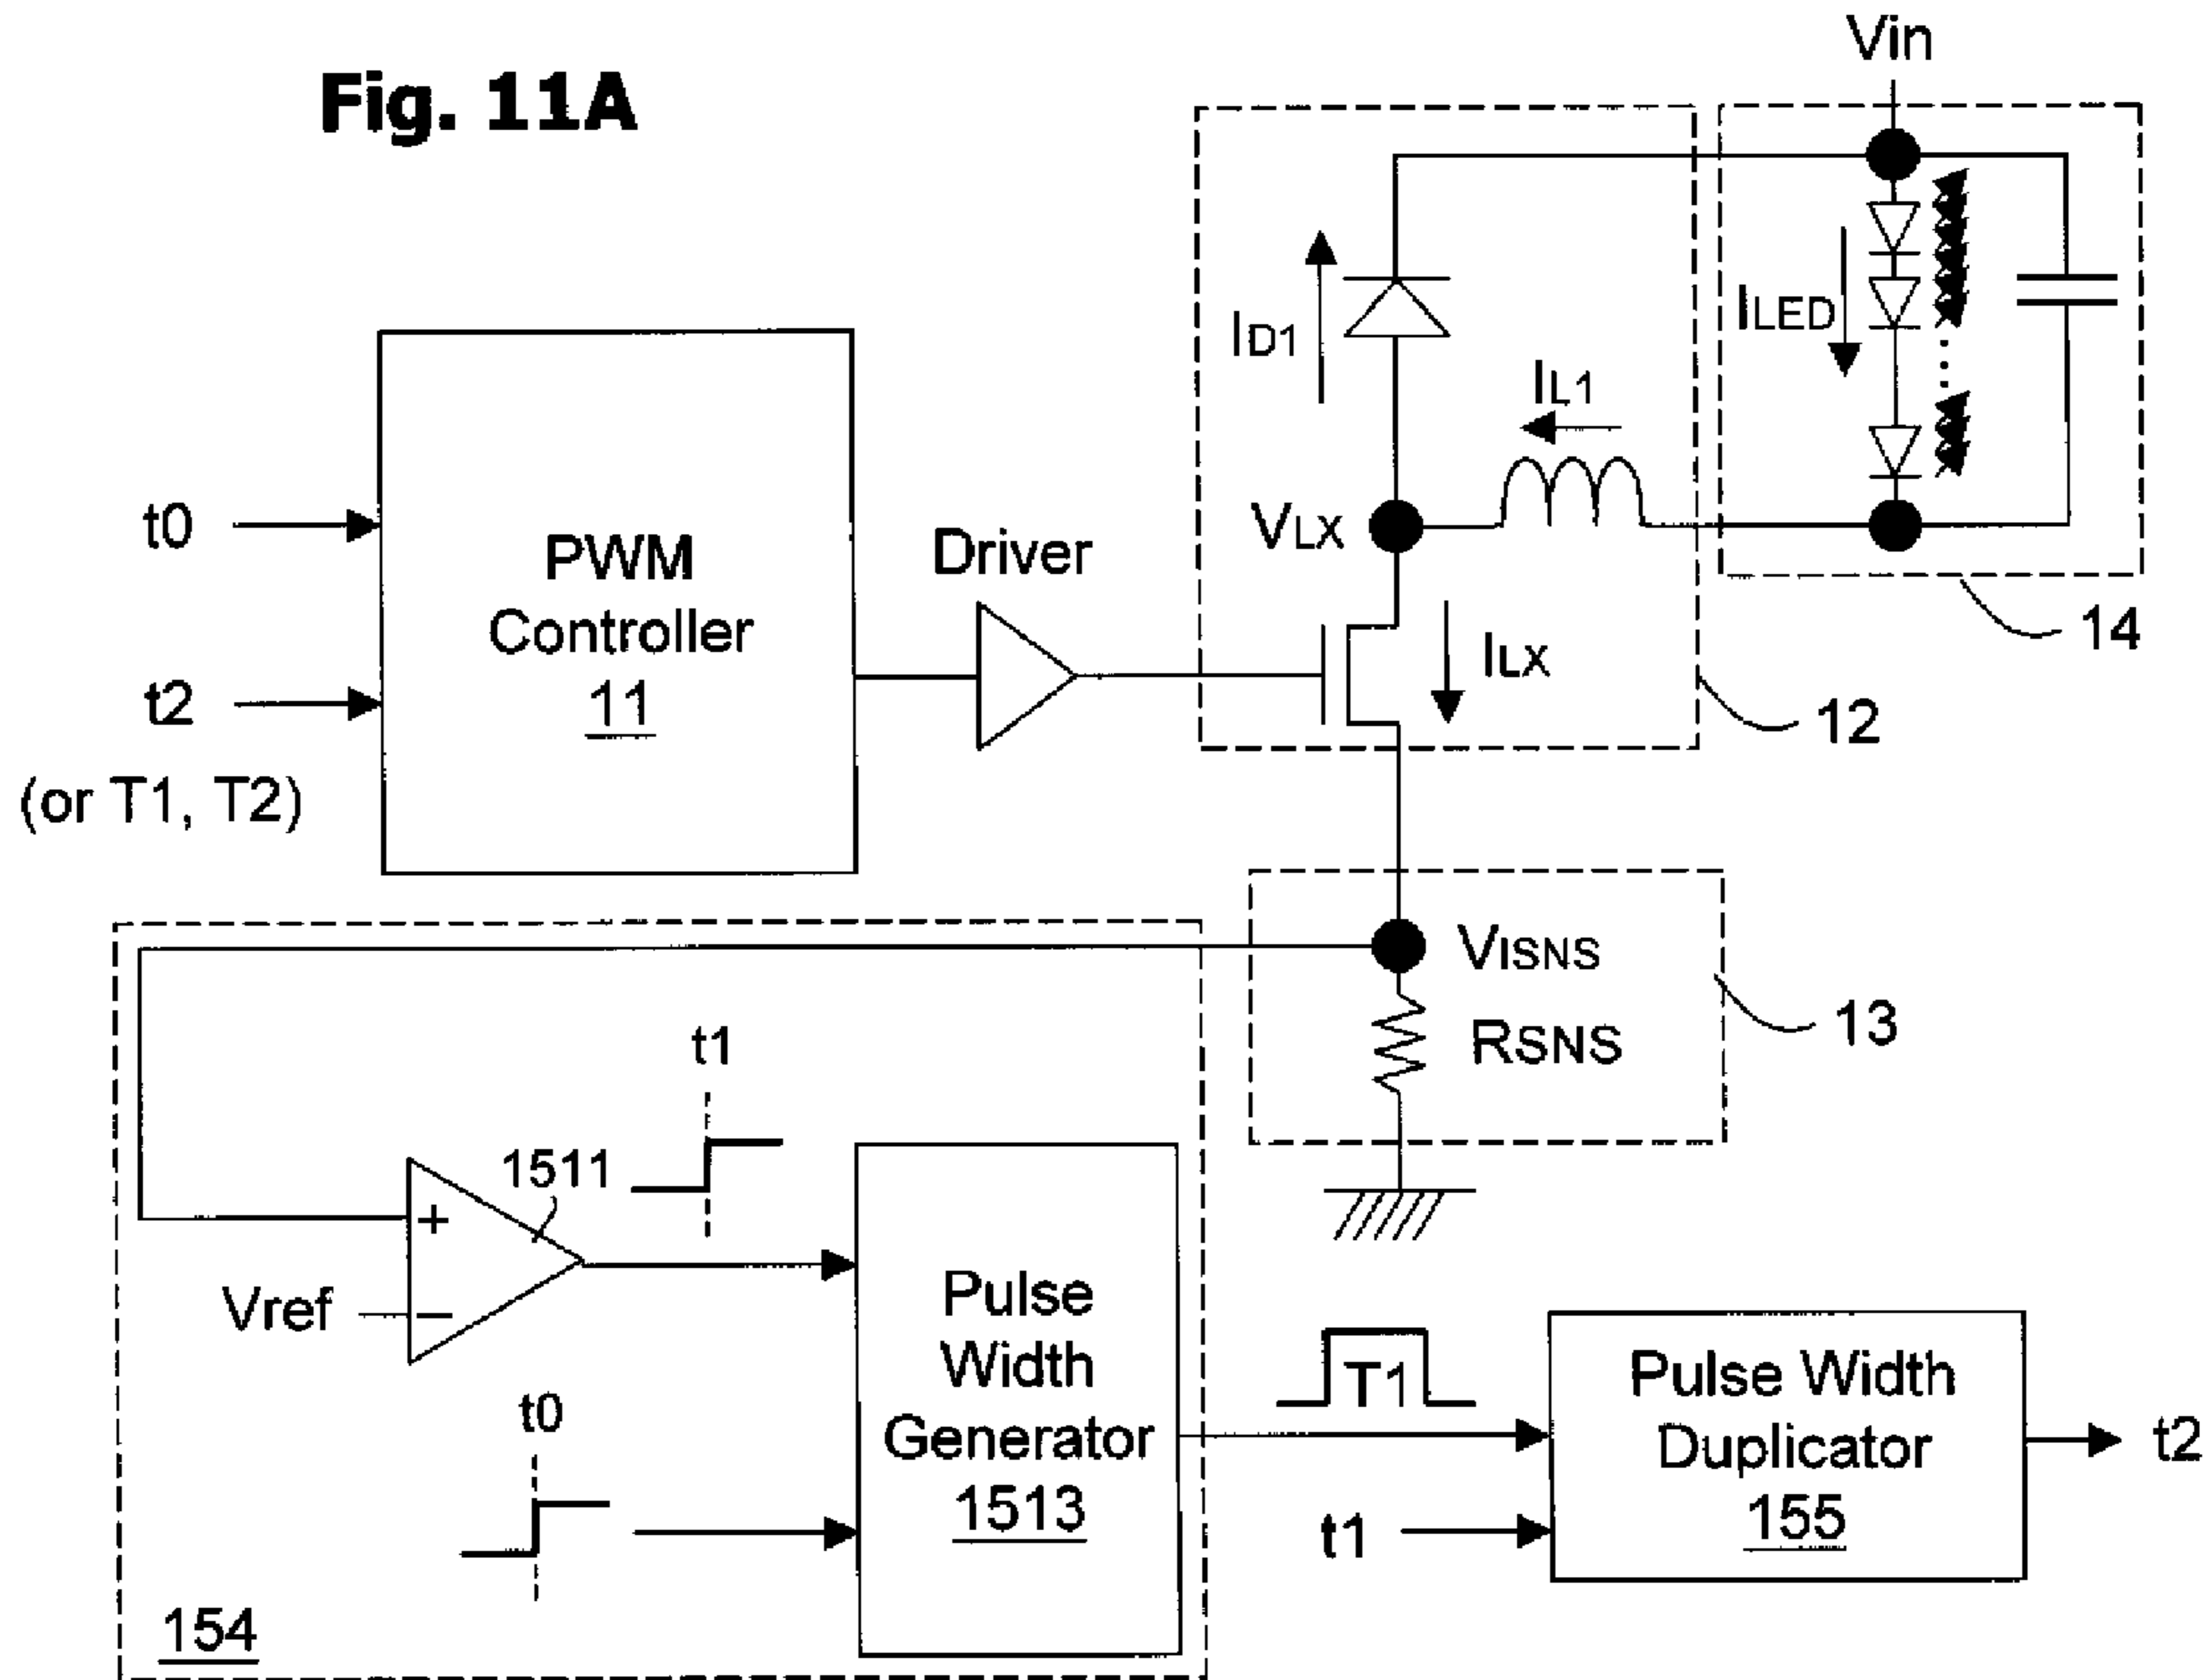 Fig. 11A
Vin
ID1
IL1
ILED
VLX
ILX
14
12
t0
t2
(or T1, T2)
PWM
Controller
11
Driver
VISNS
RSNS
13
t1
1511
+
Vref
−
t0
Pulse
Width
Generator
1513
154
T1
t1
Pulse Width
Duplicator
155
t2